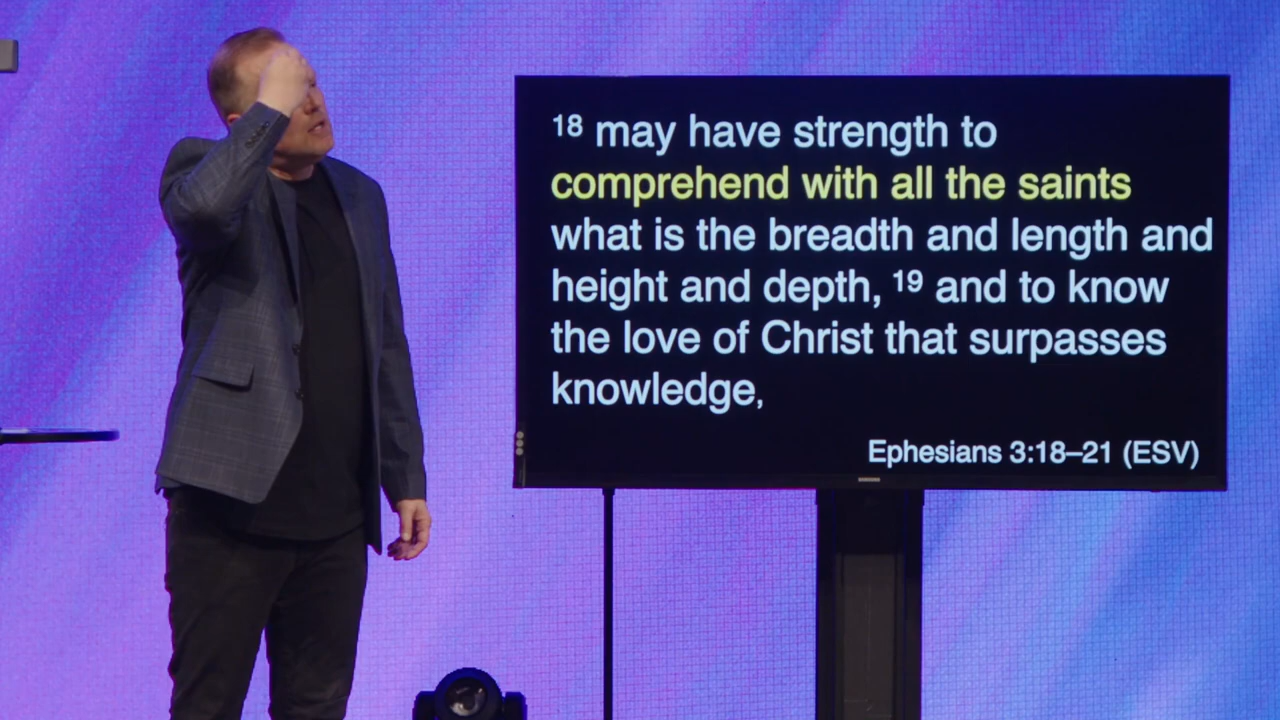 18 may have strength to
comprehend with all the saints
what is the breadth and length and
height and depth, 19 and to know
the love of Christ that surpasses
knowledge,
Ephesians 3:18–21 (ESV)